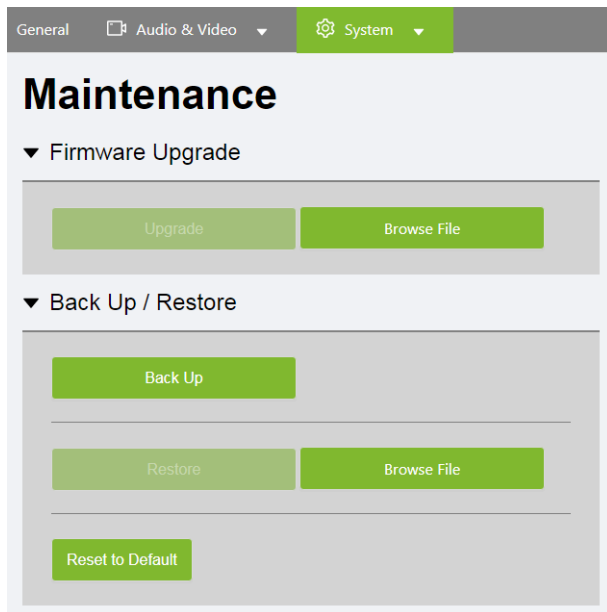 General Audio & Video System
Maintenance
Firmware Upgrade
Upgrade Browse File
Back Up / Restore
Back Up
Restore Browse File
Reset to Default